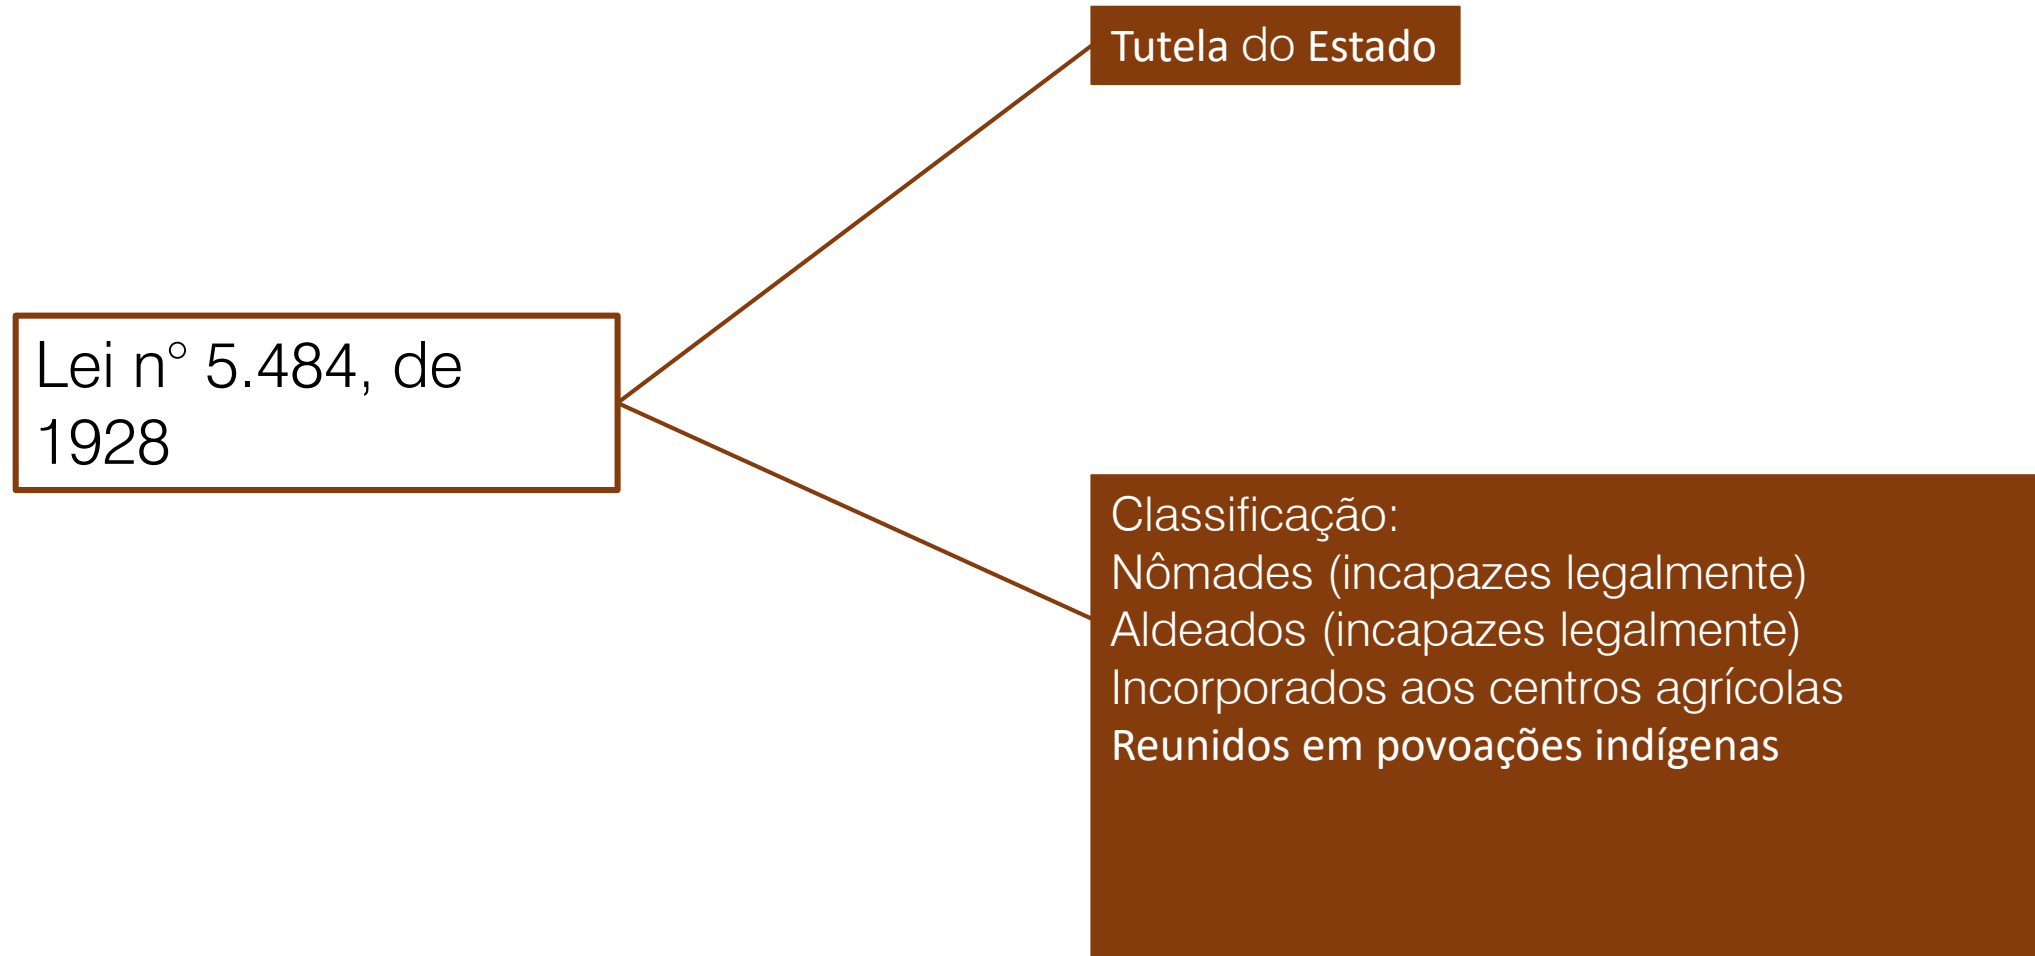 Tutela do Estado
Lei n° 5.484, de
1928
Classificação:
Nômades (incapazes legalmente)
Aldeados (incapazes legalmente)
Incorporados aos centros agrícolas
Reunidos em povoações indígenas